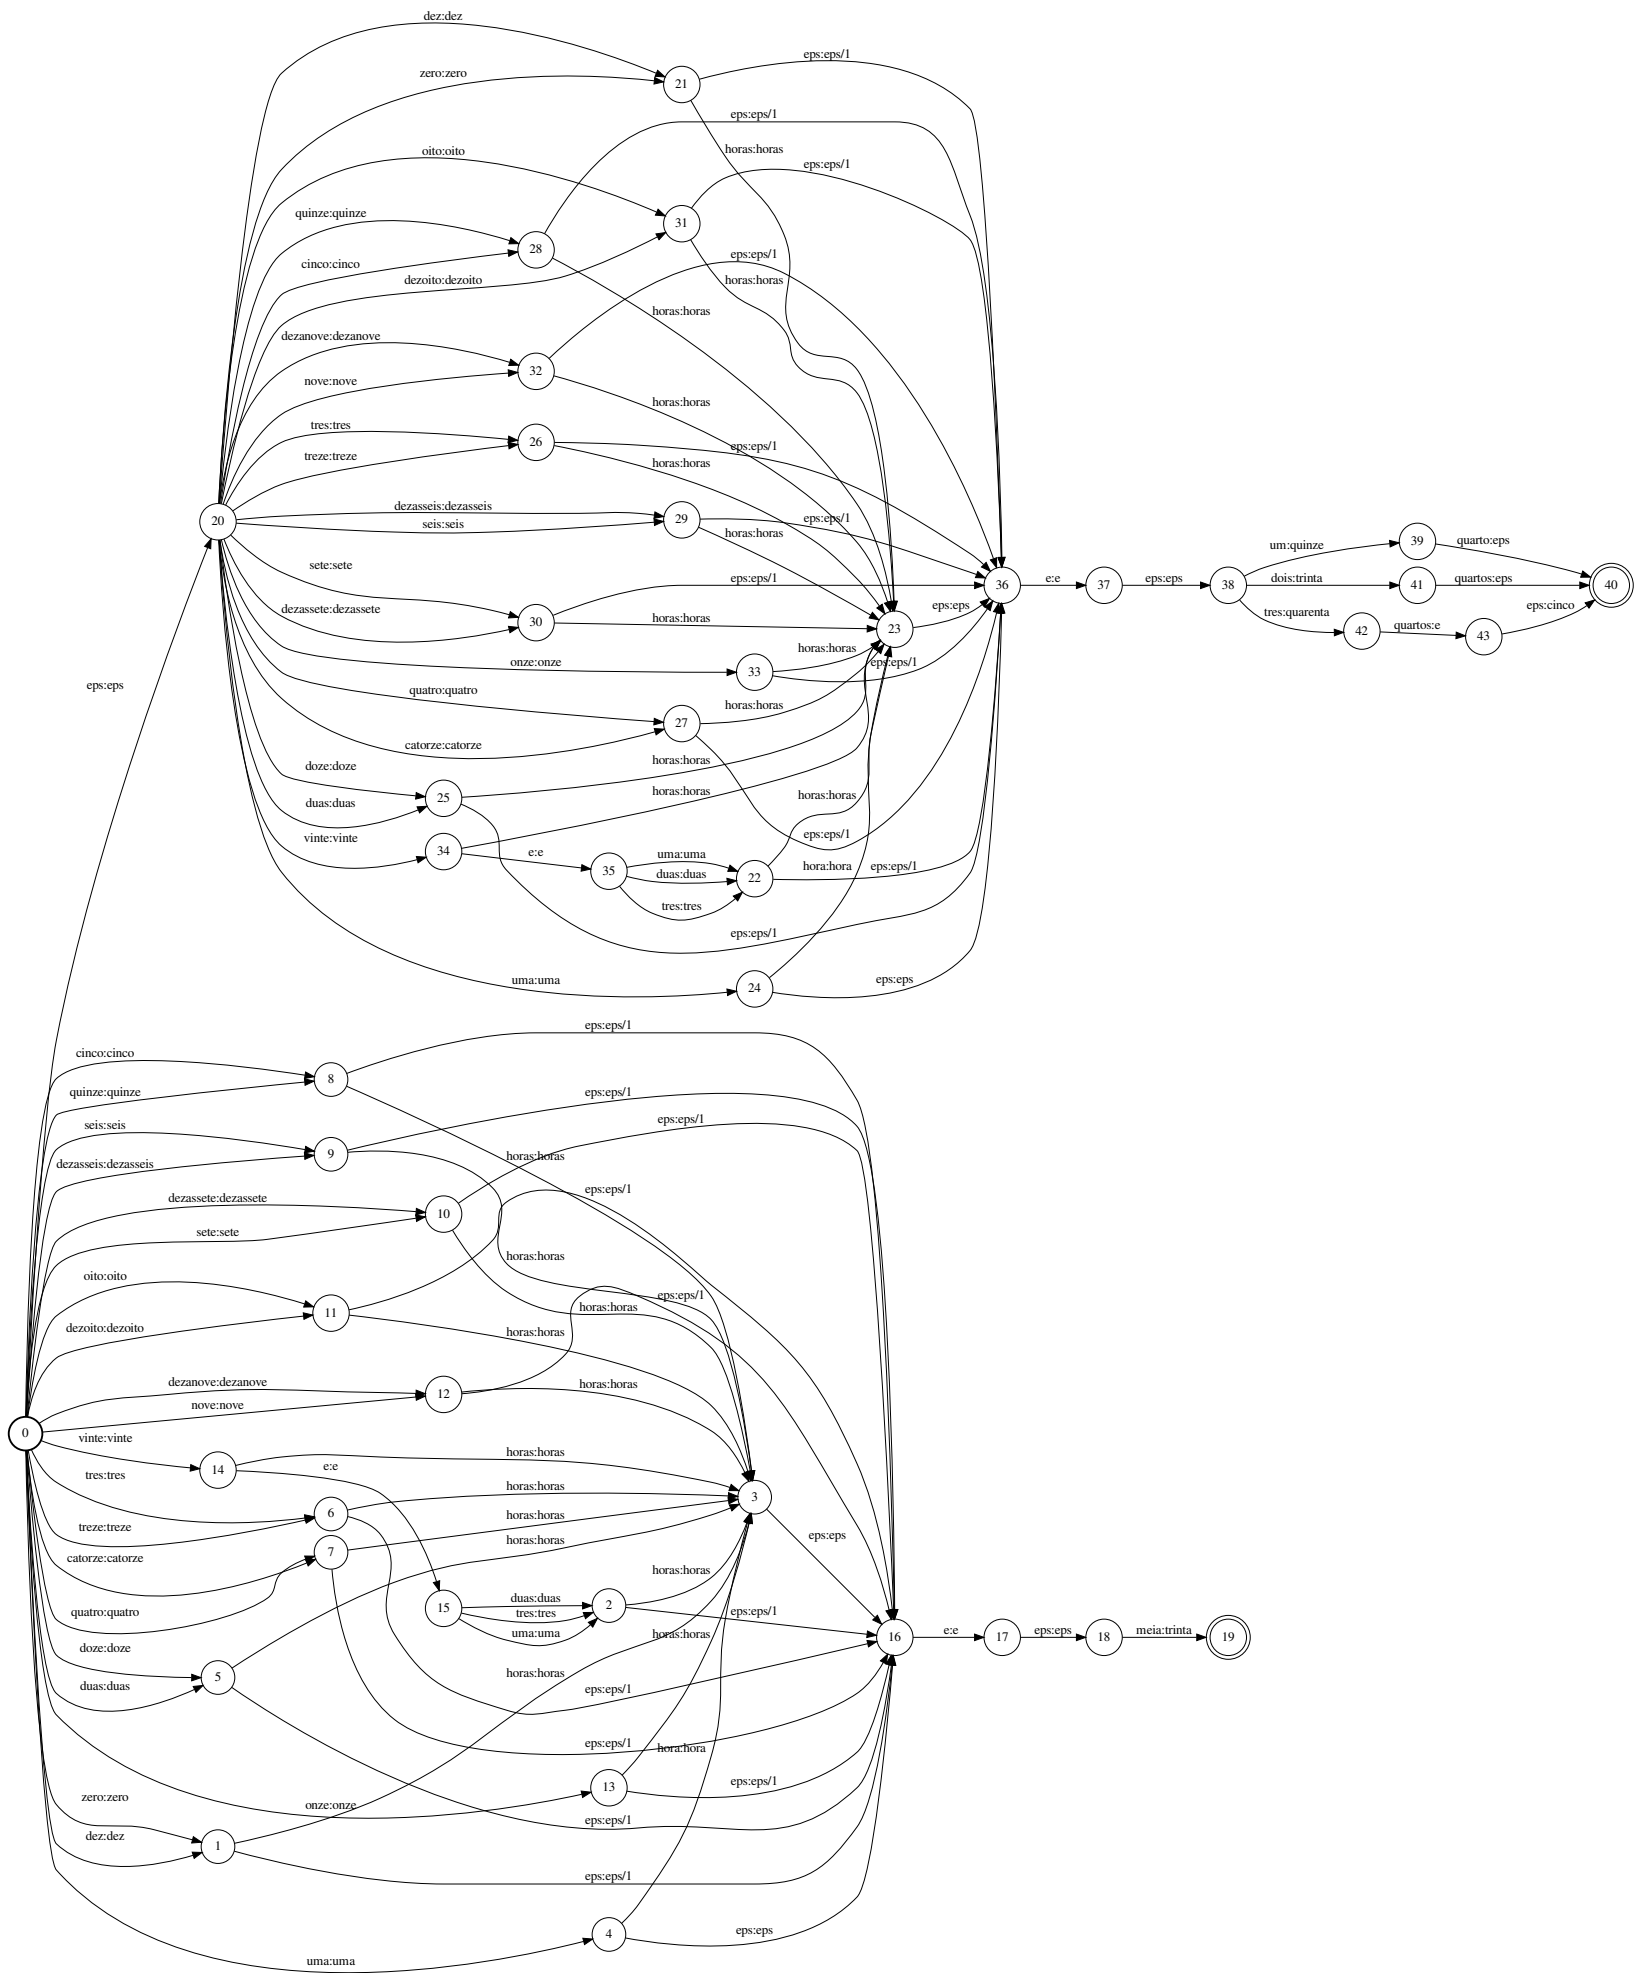 dez:dez
zero:zero
21
eps:eps/1
eps:eps/1
oito:oito
horas:horas
eps:eps/1
quinze:quinze
31
28
cinco:cinco
eps:eps/1
dezoito:dezoito
horas:horas
horas:horas
dezanove:dezanove
32
nove:nove
horas:horas
tres:tres
26
eps:eps/1
treze:treze
horas:horas
20
dezasseis:dezasseis
seis:seis
29
eps:eps/1
horas:horas
um:quinze
39
quarto:eps
sete:sete
eps:eps/1
36
e:e
37
eps:eps
38
dois:trinta
41
quartos:eps
40
dezassete:dezassete
30
horas:horas
23
eps:eps
eps:cinco
tres:quarenta
42
quartos:e
43
onze:onze
33
horas:horas
eps:eps/1
eps:eps
quatro:quatro
27
horas:horas
catorze:catorze
doze:doze
horas:horas
25
duas:duas
horas:horas
horas:horas
vinte:vinte
34
e:e
35
uma:uma
duas:duas
tres:tres
22
eps:eps/1
hora:hora
eps:eps/1
eps:eps/1
uma:uma
24
eps:eps
eps:eps/1
cinco:cinco
8
quinze:quinze
eps:eps/1
seis:seis
eps:eps/1
9
dezasseis:dezasseis
horas:horas
dezassete:dezassete
10
eps:eps/1
sete:sete
horas:horas
oito:oito
eps:eps/1
horas:horas
11
dezoito:dezoito
horas:horas
dezanove:dezanove
12
horas:horas
nove:nove
0
vinte:vinte
14
horas:horas
e:e
tres:tres
6
horas:horas
3
treze:treze
horas:horas
eps:eps
catorze:catorze
7
horas:horas
quatro:quatro
15
duas:duas
tres:tres
uma:uma
2
horas:horas
eps:eps/1
16
e:e
17
eps:eps
18
meia:trinta
19
doze:doze
5
duas:duas
horas:horas
horas:horas
eps:eps/1
eps:eps/1
hora:hora
13
eps:eps/1
zero:zero
onze:onze
eps:eps/1
dez:dez
1
eps:eps/1
4
eps:eps
uma:uma